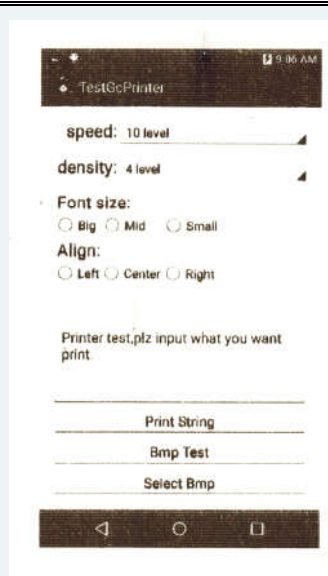 9:06 AM
TestGcPrinter
speed: 10 level
density: 4 level
Font size:
Big Mid Small
Align:
Left Center Right
Printer test,plz input what you want
print
Print String
Bmp Test
Select Bmp